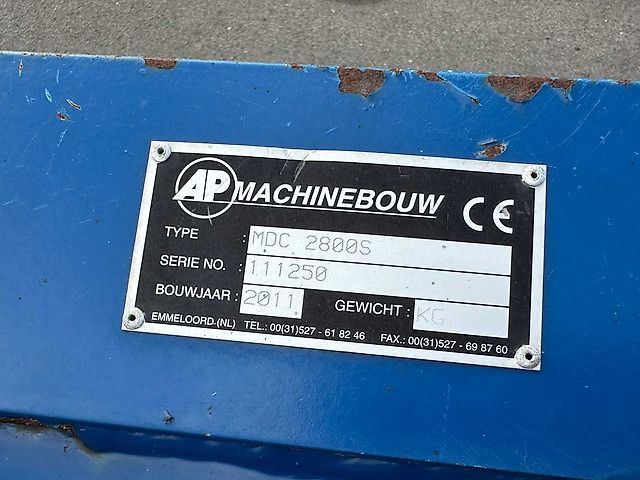 AP MACHINEBOUW CE
TYPE : MDC 2800S
SERIE NO. : 111250
BOUWJAAR : 2011 GEWICHT : KG
EMMELOORD (NL) TEL.: 00(31)527 - 61 82 46 FAX.: 00(31)527 - 69 87 60